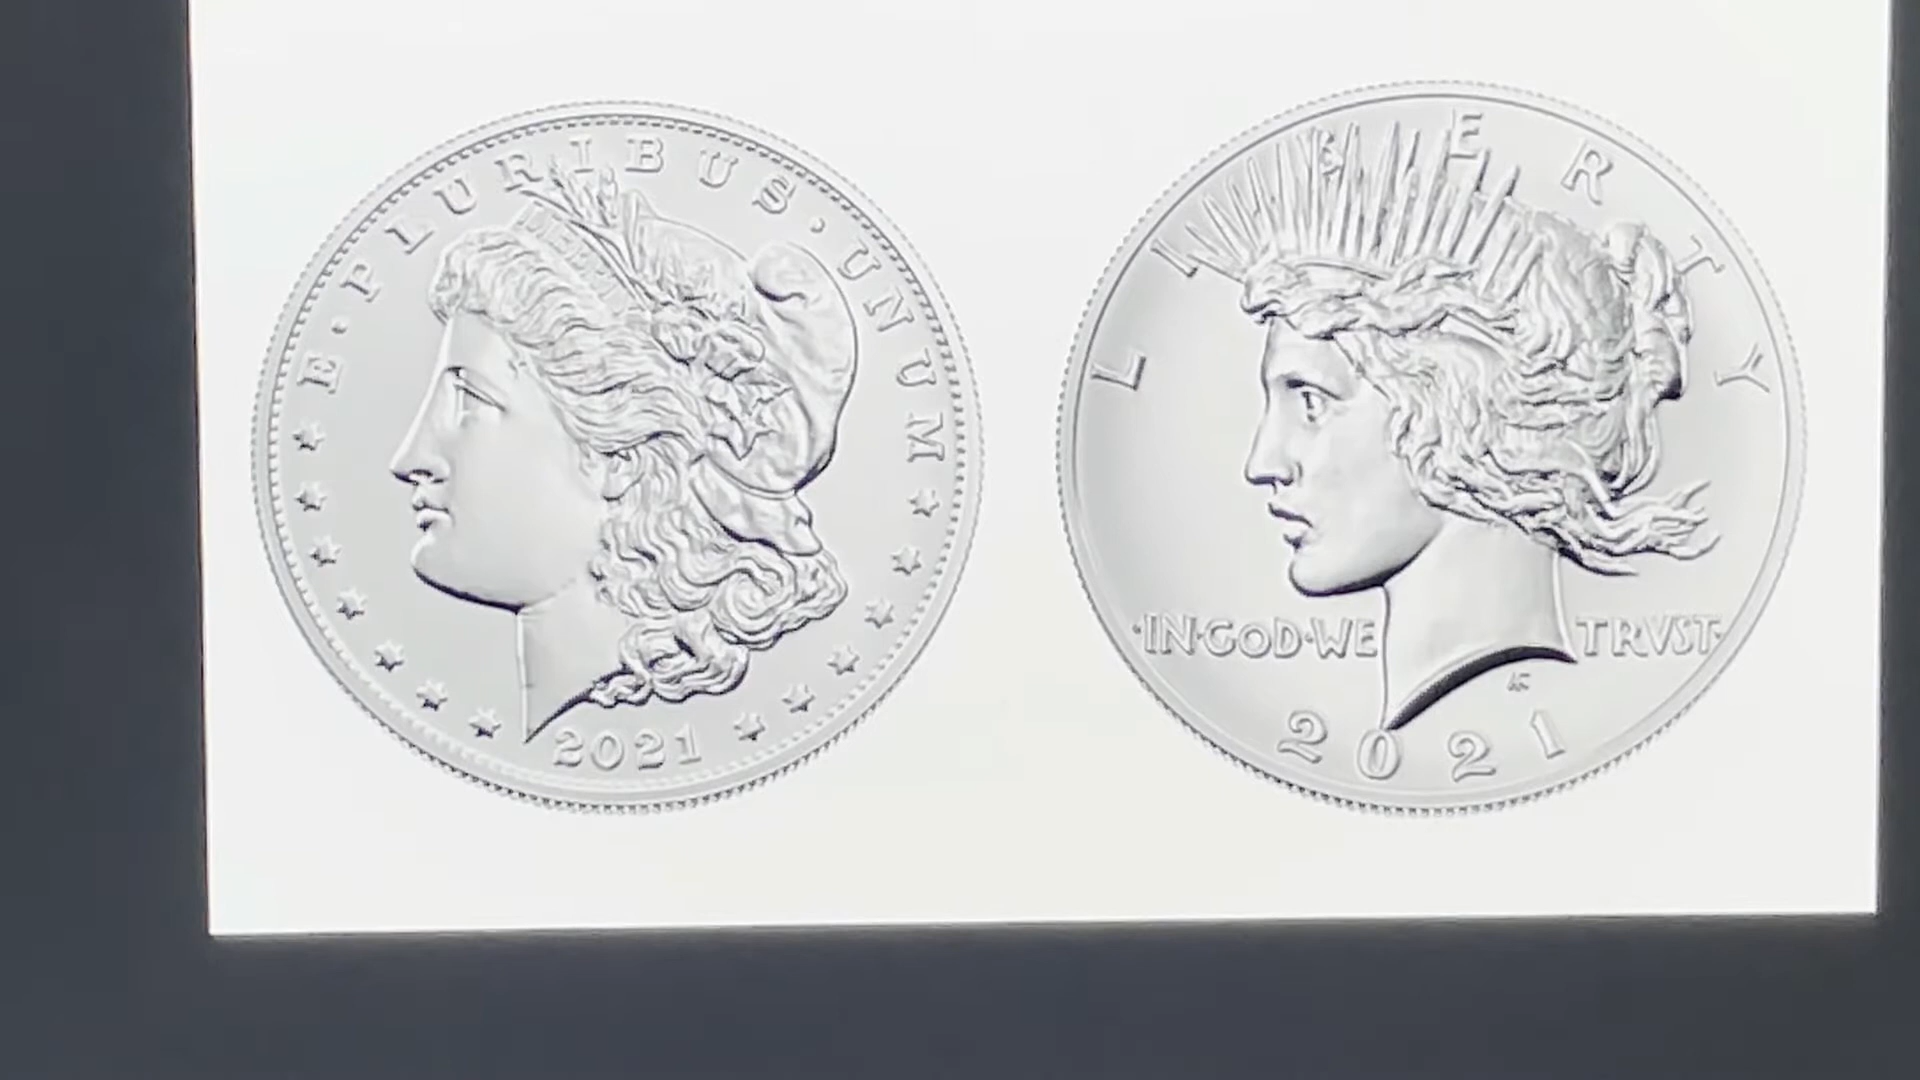 E·PLURIBUS·UNUM
2021
LIBERTY
·IN·GOD·WE TRVST·
2021